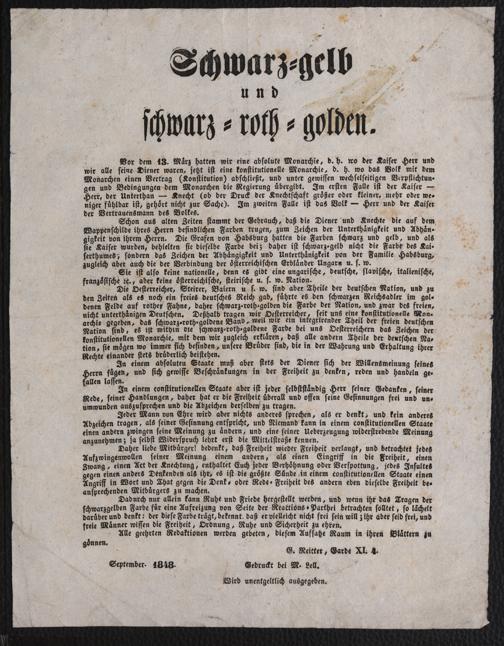 Schwarz-gelb
und
schwarz-roth-golden.
Vor dem 13. März hatten wir eine absolute Monarchie, d. h. wo der Kaiser Herr und
wir alle seine Diener waren, jetzt ist eine konstitutionelle Monarchie, d. h. wo das Volk mit dem
Monarchen einen Vertrag (Konstitution) abschließt, und unter gewissen wechselseitigen Verpflichtun-
gen und Bedingungen dem Monarchen die Regierung übergibt. Im ersten Falle ist der Kaiser —
Herr, der Unterthan — Knecht (ob der Druck der Knechtschaft größer oder kleiner, mehr oder we-
niger fühlbar ist, gehört nicht zur Sache). Im zweiten Falle ist das Volk — Herr und der Kaiser
der Vertrauensmann des Volkes.
Schon aus alten Zeiten stammt der Gebrauch, daß die Diener und Knechte die auf dem
Wappenschilde ihres Herren befindlichen Farben trugen, zum Zeichen der Unterthänigkeit und Abhän-
gigkeit von ihrem Herrn. Die Grafen von Habsburg hatten die Farben schwarz und gelb, und als
sie Kaiser wurden, behielten sie dieselbe Farbe bei; daher ist schwarz-gelb nicht die Farbe des Kai-
serthumes, sondern das Zeichen der Abhängigkeit und Unterthänigkeit von der Familie Habsburg,
zugleich aber auch die der Verbindung der österreichischen Erbländer Ungarn u. s. w.
Sie ist also keine nationelle, denn es gibt eine ungarische, deutsche, slavische, italienische,
französische ꝛc., aber keine österreichische, steirische u. s. w. Nation.
Die Oesterreicher, Steirer, Baiern u. s. w. sind aber Theile der deutschen Nation, und zu
den Zeiten als es noch ein freies deutsches Reich gab, führte es den schwarzen Reichsadler im gol-
denen Felde auf rother Fahne, daher schwarz-roth-golden die Farbe der Nation, und zwar des freien,
nicht unterthänigen Deutschen. Deßhalb tragen wir Oesterreicher, seit uns eine konstitutionelle Mon-
archie gegeben, das schwarz-roth-goldene Band, weil wir ein integrirender Theil der freien deutschen
Nation sind, es ist mithin die schwarz-roth-goldene Farbe bei uns Oesterreichern das Zeichen der
konstitutionellen Monarchie, mit dem wir zugleich erklären, daß alle andern Theile der deutschen Na-
tion, sie mögen wo immer sich befinden, unsere Brüder sind, die in der Wahrung und Erhaltung ihrer
Rechte einander stets brüderlich beistehen.
In einem absoluten Staate muß aber stets der Diener sich der Willensmeinung seines
Herren fügen, und sich gewisse Beschränkungen in der Freiheit zu denken, reden und handeln ge-
fallen lassen.
In einem constitutionellen Staate aber ist jeder selbstständig Herr seiner Gedanken, seiner
Rede, seiner Handlungen, daher hat er die Freiheit überall und offen seine Gesinnungen frei und un-
umwunden auszusprechen und die Abzeichen derselben zu tragen.
Jeder Mann von Ehre wird aber nichts anderes sprechen, als er denkt, und kein anderes
Abzeichen tragen, als seiner Gesinnung entspricht, und Niemand kann in einem constitutionellen Staate
einen andern zwingen seine Meinung zu ändern, und eine seiner Ueberzeugung widerstrebende Meinung
anzunehmen; ja selbst Widerspruch lehrt erst die Mittelstraße kennen.
Daher liebe Mitbürger! bedenkt, daß Freiheit wieder Freiheit verlangt, und betrachtet jedes
Aufzwingenwollen seiner Meinung einem andern, als einen Eingriff in die Freiheit, einen
Zwang, einen Act der Knechtung, enthaltet Euch jeder Verhöhnung oder Verspottung, jedes Insultes
gegen einen anders Denkenden, als frei, es ist die größte Sünde in einem constitutionellen Staate einen
Angriff in Wort und That gegen die Denk- oder Rede-Freiheit des andern eben dieselbe Freiheit be-
anspruchenden Mitbürgers zu machen.
Dadurch nur allein kann Ruhe und Friede hergestellt werden, und wenn ihr das Tragen der
schwarzgelben Farbe für eine Aufreizung von Seite der Reactions-Parthei betrachten solltet, so lächelt
darüber und denkt: der diese Farbe trägt, bekennt, daß er vielleicht nicht frei sein will; ihr aber seid frei, und
freie Männer wissen die Freiheit, Ordnung, Ruhe und Sicherheit zu ehren.
Alle geehrten Redaktionen werden gebeten, diesem Aufsatze Raum in ihren Blättern zu
gönnen.
G. Reitter, Garde XI. 4.
September. 1848. Gedruckt bei M. Lell.
Wird unentgeltlich ausgegeben.